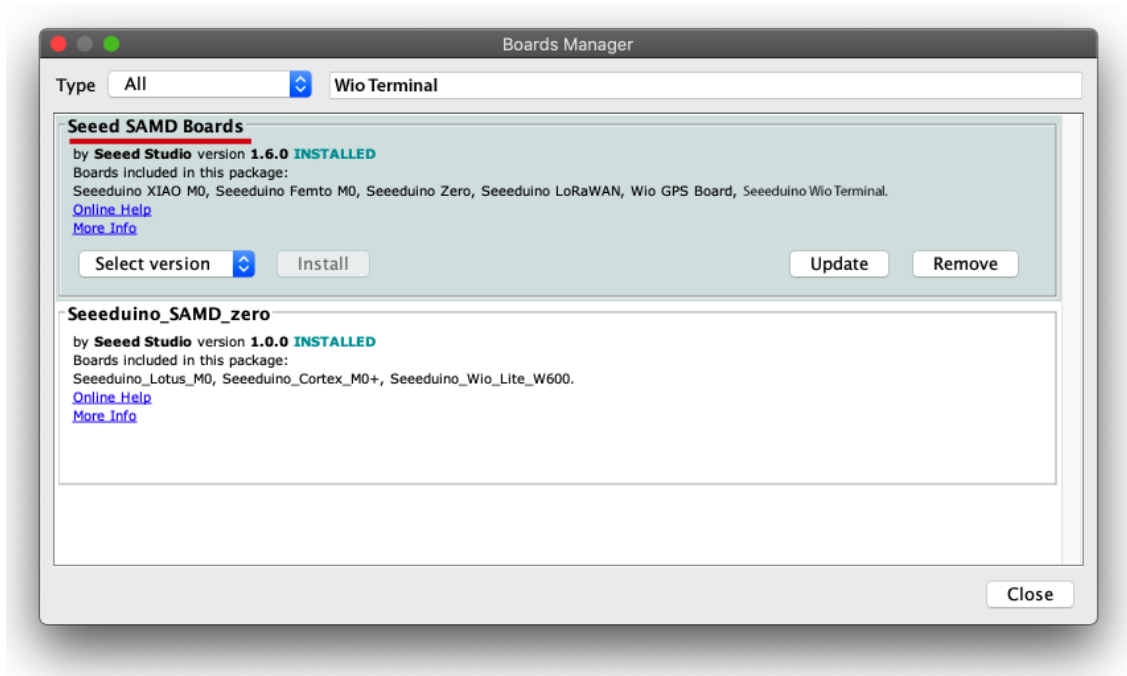 Boards Manager
Type All Wio Terminal
Seeed SAMD Boards
by Seeed Studio version 1.6.0 INSTALLED
Boards included in this package:
Seeeduino XIAO M0, Seeeduino Femto M0, Seeeduino Zero, Seeeduino LoRaWAN, Wio GPS Board, Seeeduino Wio Terminal.
Online Help
More Info
Select version Install Update Remove
Seeeduino_SAMD_zero
by Seeed Studio version 1.0.0 INSTALLED
Boards included in this package:
Seeeduino_Lotus_M0, Seeeduino_Cortex_M0+, Seeeduino_Wio_Lite_W600.
Online Help
More Info
Close